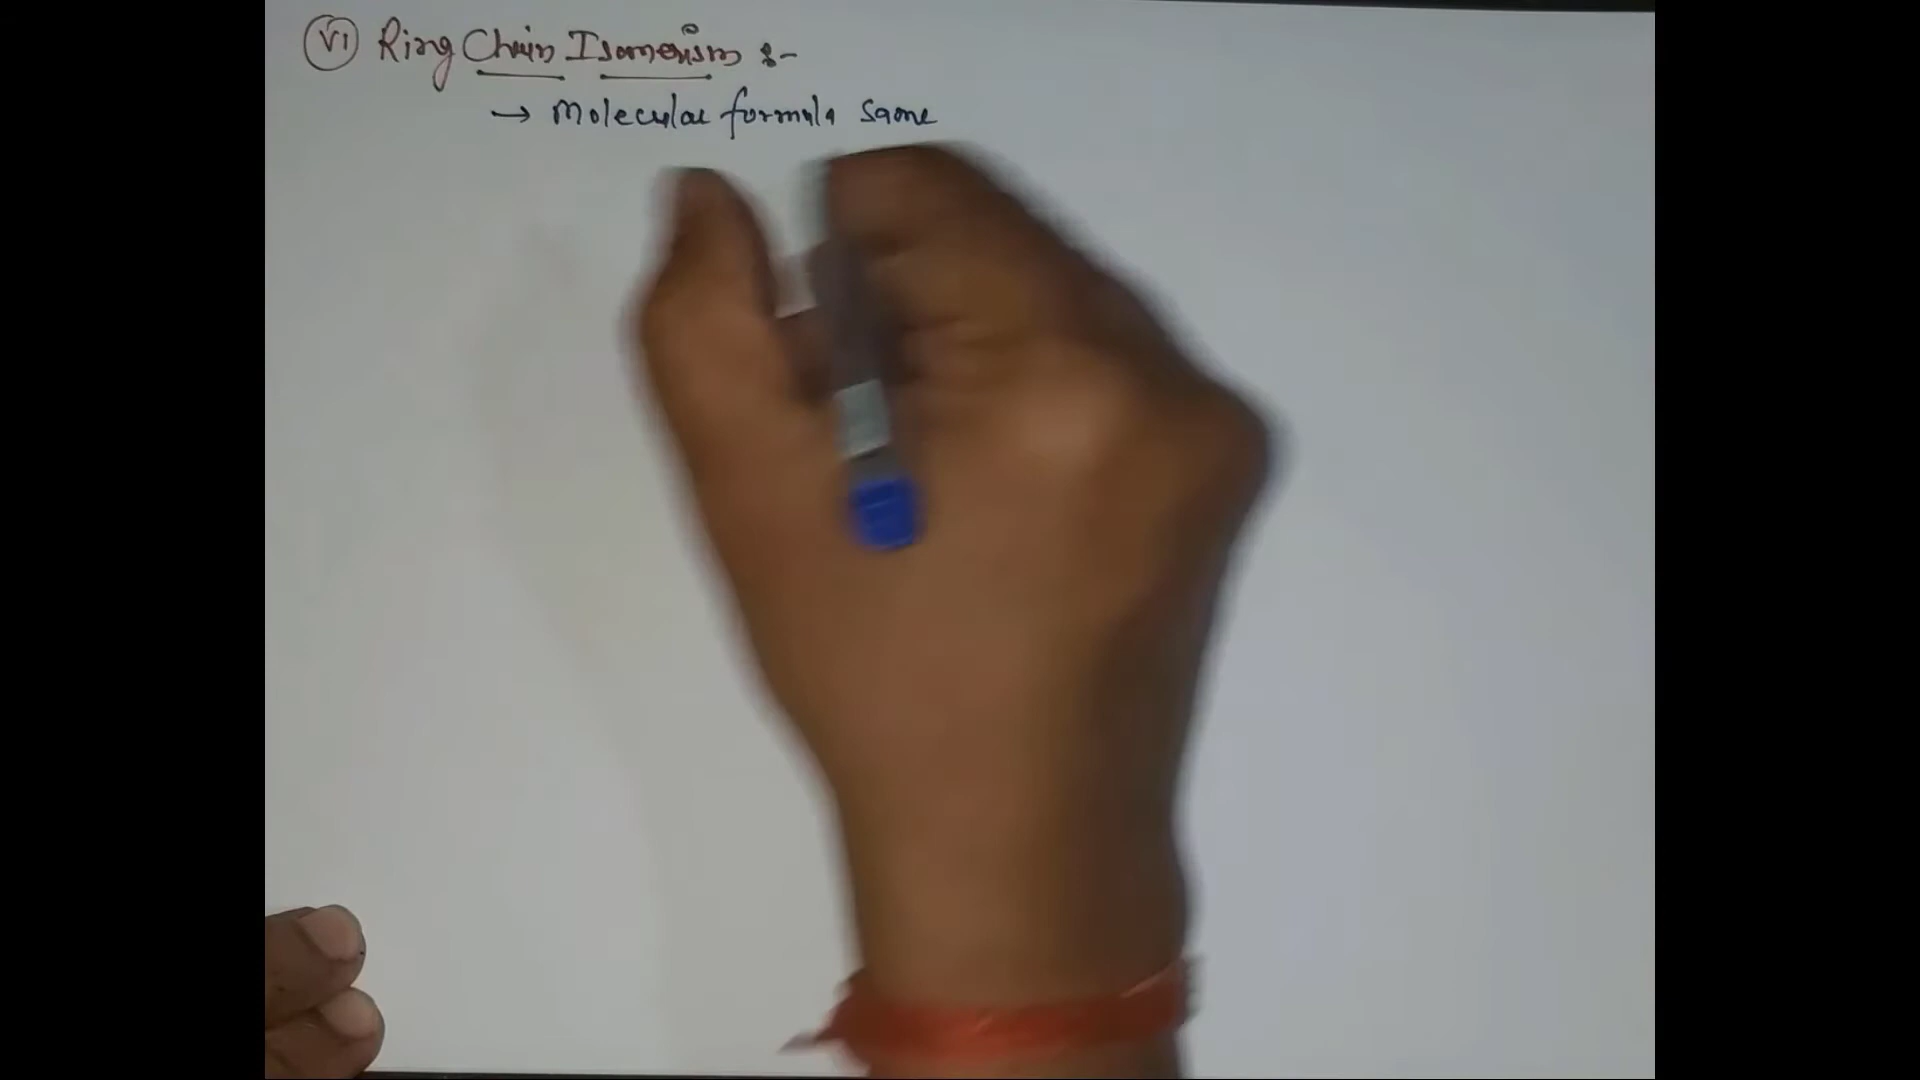 VI Ring Chain Isomerism :-
→ Molecular formula same